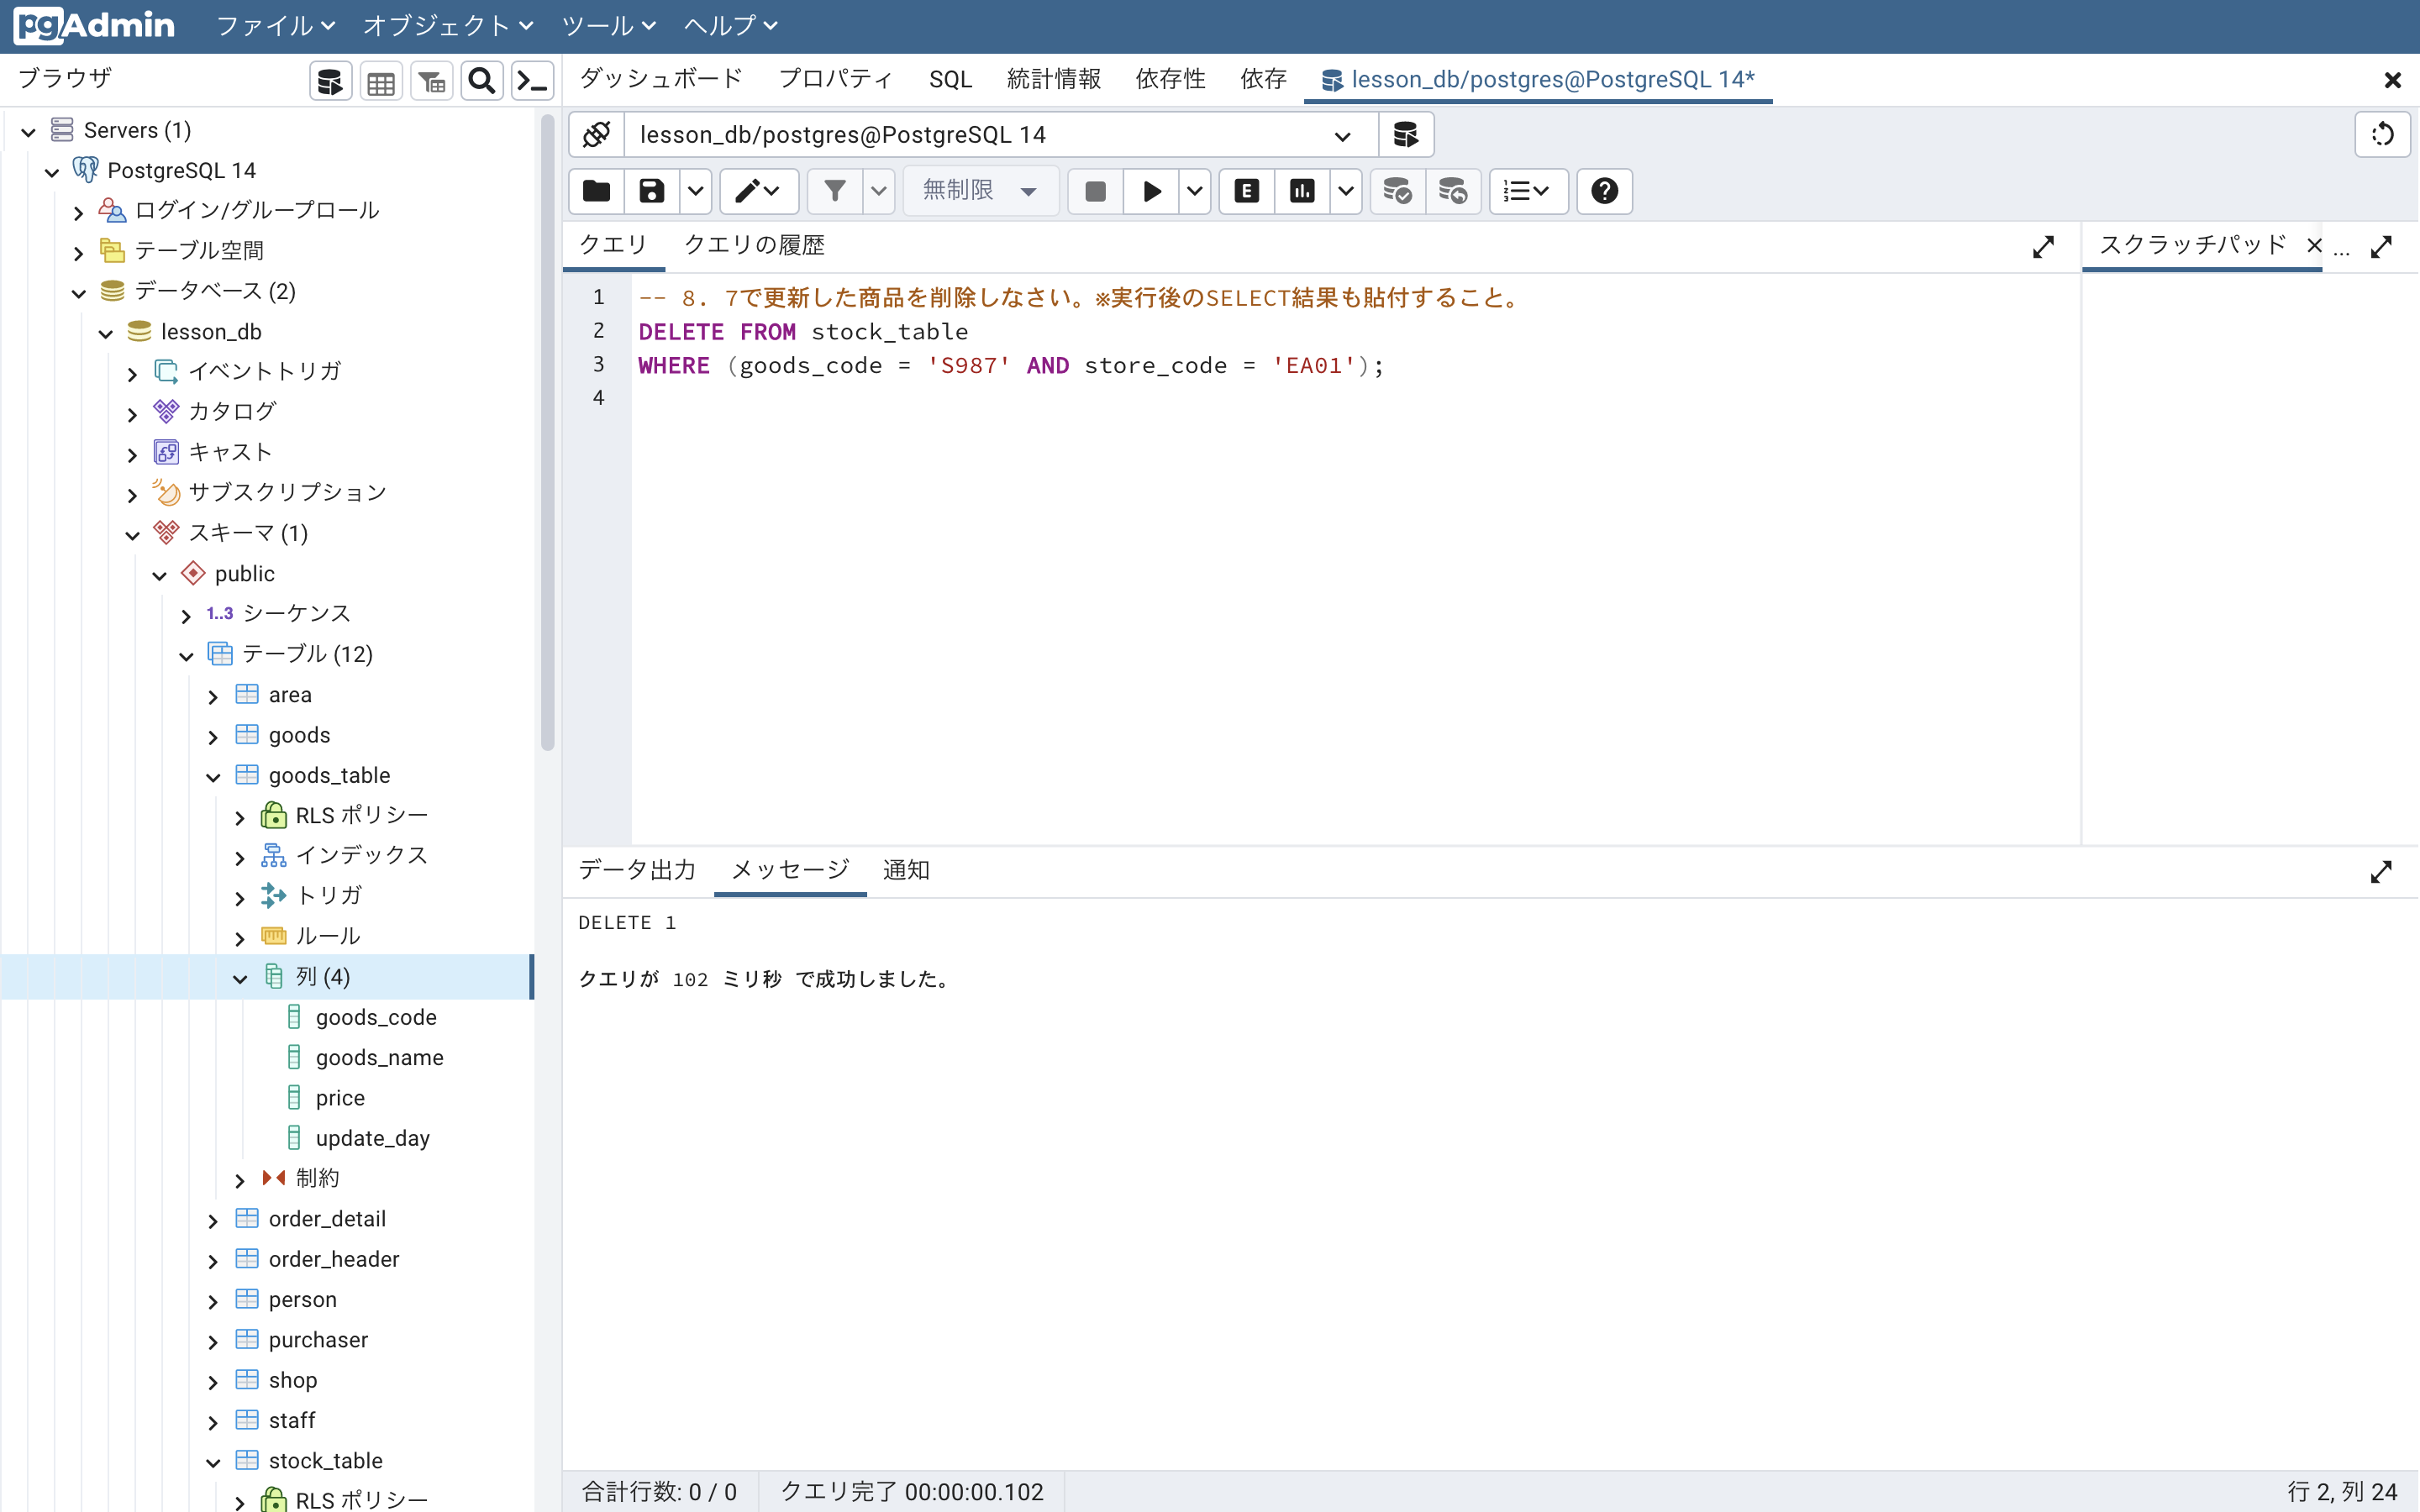 pgAdmin ファイル オブジェクト ツール ヘルプ
ブラウザ
ダッシュボード プロパティ SQL 統計情報 依存性 依存 lesson_db/postgres@PostgreSQL 14*
Servers (1)
PostgreSQL 14
ログイン/グループロール
テーブル空間
データベース (2)
lesson_db
イベントトリガ
カタログ
キャスト
サブスクリプション
スキーマ (1)
public
1..3 シーケンス
テーブル (12)
area
goods
goods_table
RLS ポリシー
インデックス
トリガ
ルール
列 (4)
goods_code
goods_name
price
update_day
制約
order_detail
order_header
person
purchaser
shop
staff
stock_table
RLS ポリシー
lesson_db/postgres@PostgreSQL 14
無制限
E
クエリ クエリの履歴
スクラッチパッド ...
1 -- 8. 7で更新した商品を削除しなさい。※実行後のSELECT結果も貼付すること。
2 DELETE FROM stock_table
3 WHERE (goods_code = 'S987' AND store_code = 'EA01');
4
データ出力 メッセージ 通知
DELETE 1
クエリが 102 ミリ秒 で成功しました。
合計行数: 0 / 0 クエリ完了 00:00:00.102 行 2, 列 24